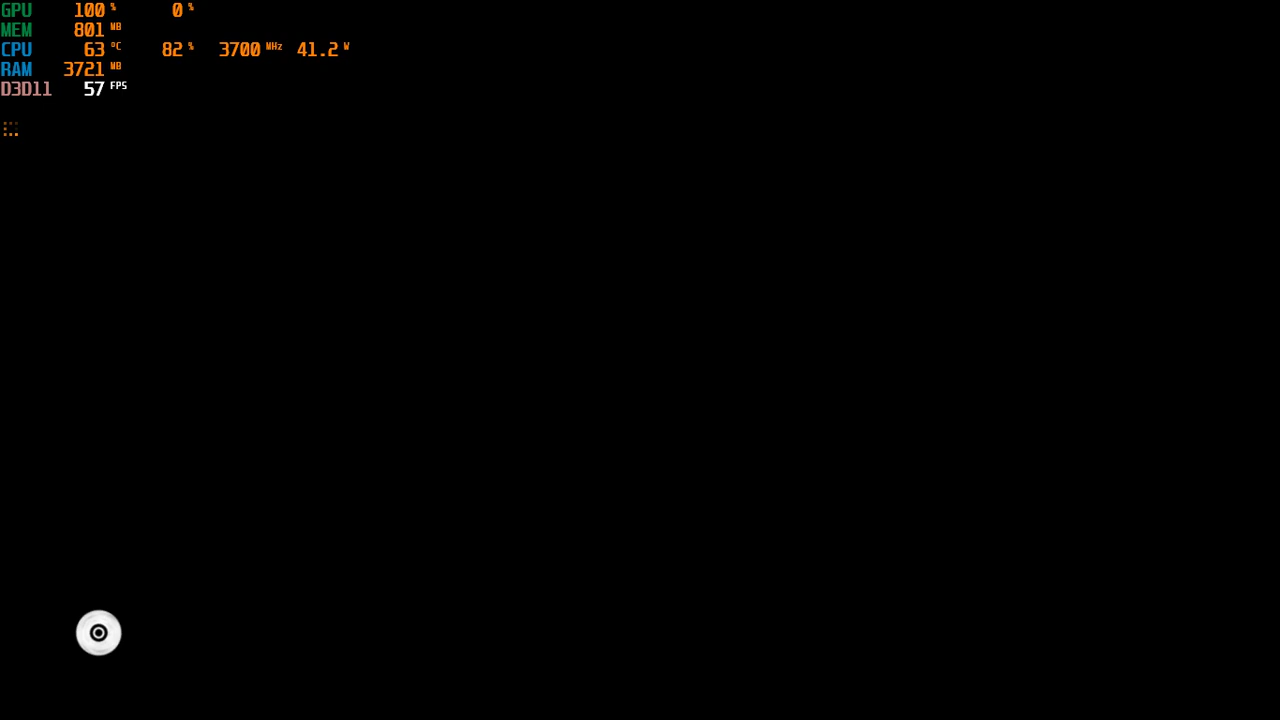 GPU 100 % 0 %
MEM 801 MB
CPU 63 °C 82 % 3700 MHz 41.2 W
RAM 3721 MB
D3D11 57 FPS